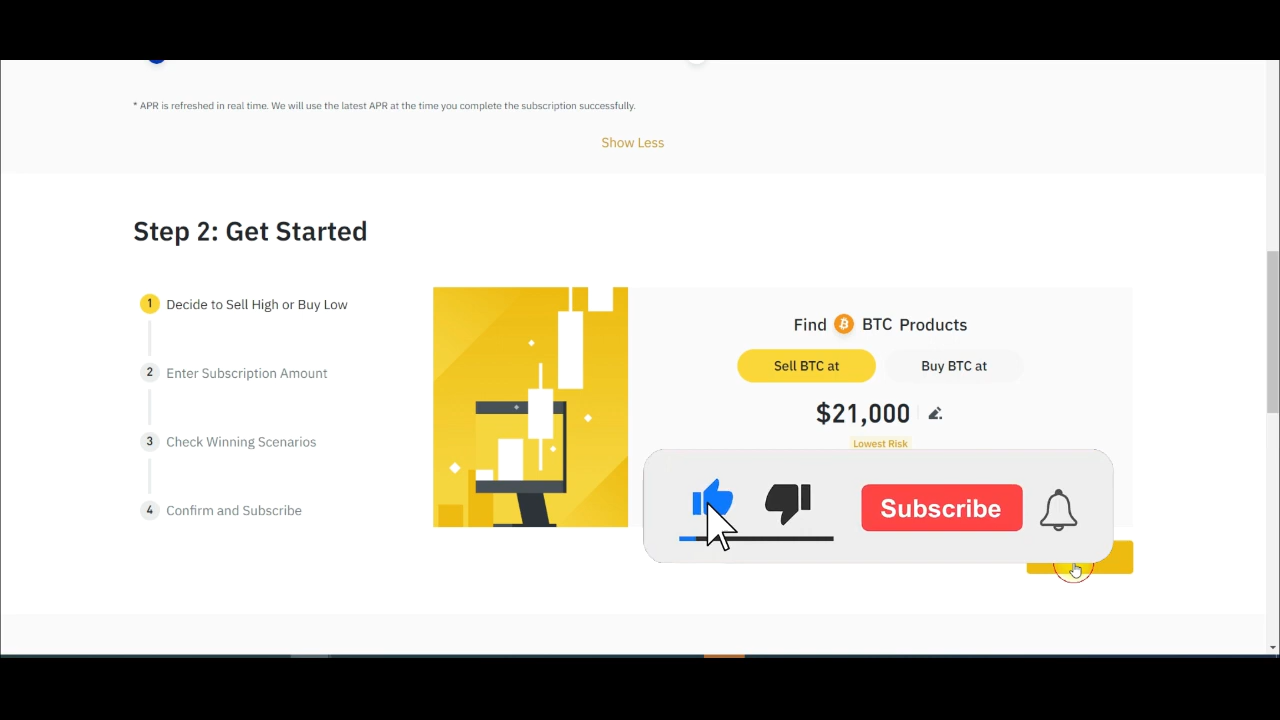 * APR is refreshed in real time. We will use the latest APR at the time you complete the subscription successfully.
Show Less
Step 2: Get Started
1 Decide to Sell High or Buy Low
2 Enter Subscription Amount
3 Check Winning Scenarios
4 Confirm and Subscribe
Find BTC Products
Sell BTC at Buy BTC at
$21,000
Lowest Risk
Subscribe